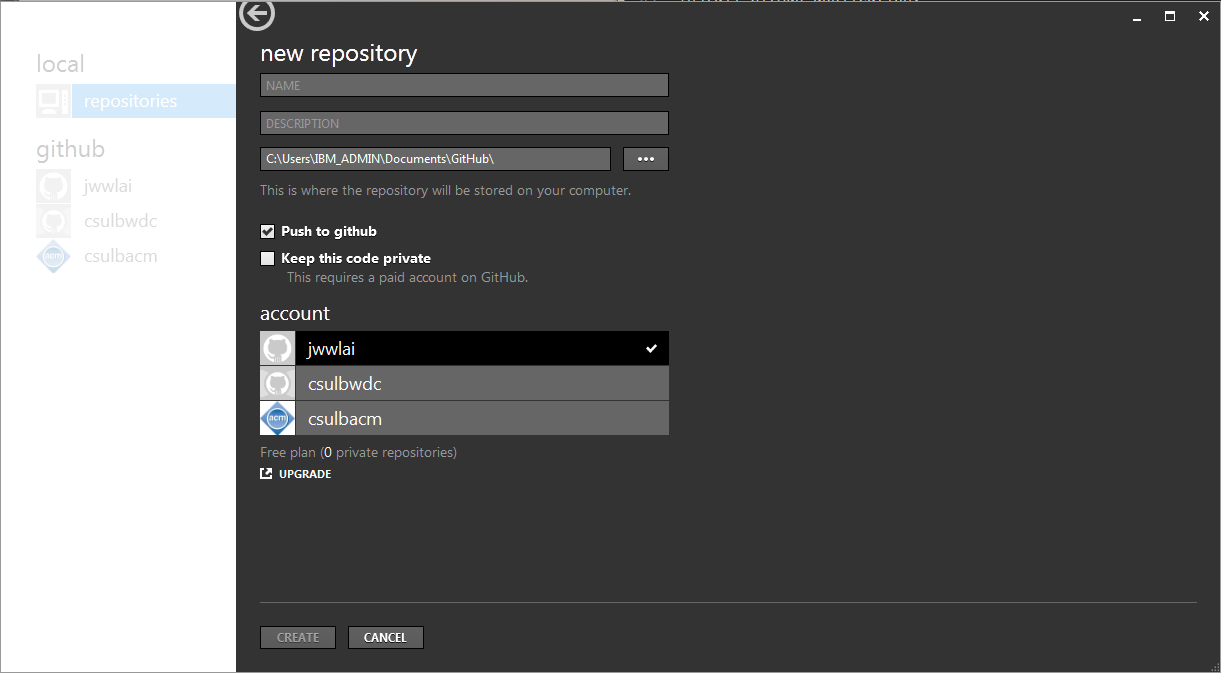 local
repositories
github
jwwlai
csulbwdc
acm
csulbacm
new repository
NAME
DESCRIPTION
C:\Users\IBM_ADMIN\Documents\GitHub\
•••
This is where the repository will be stored on your computer.
Push to github
Keep this code private
This requires a paid account on GitHub.
account
jwwlai
csulbwdc
acm
csulbacm
Free plan (0 private repositories)
UPGRADE
CREATE CANCEL